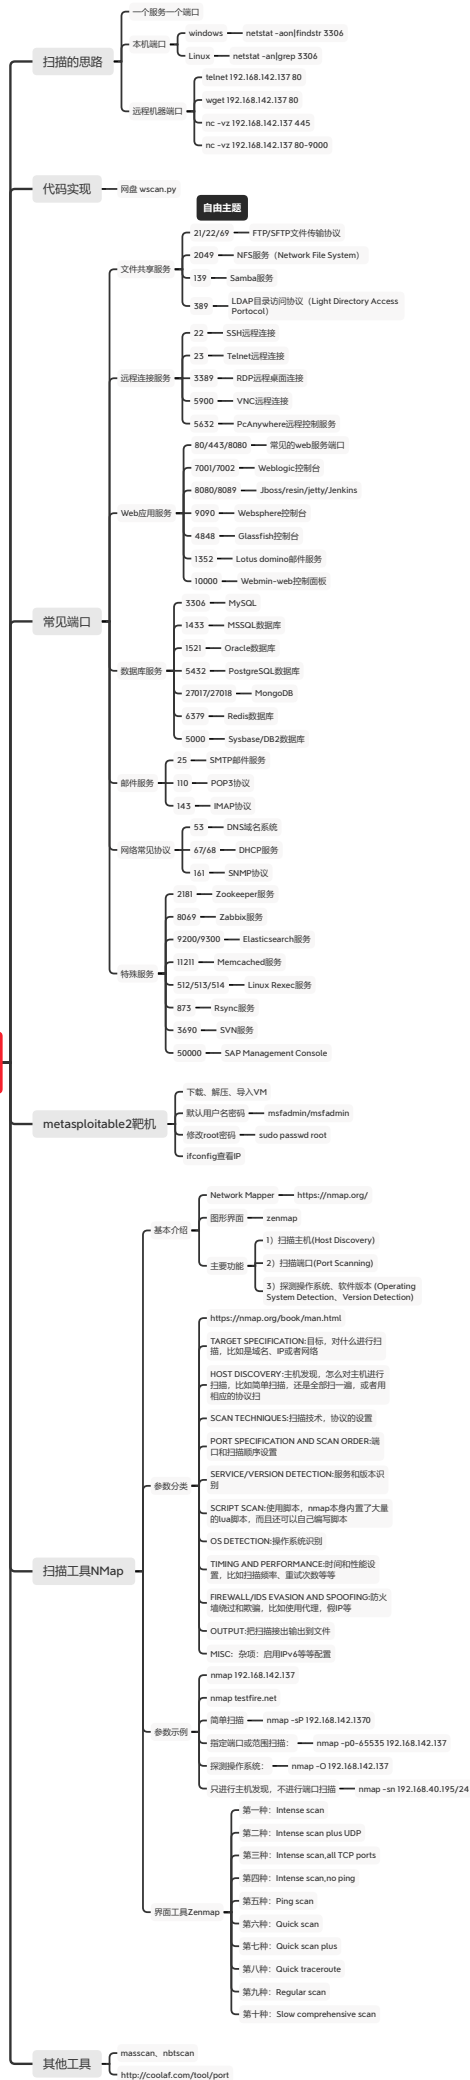 扫描的思路
一个服务一个端口
本机端口
windows
netstat -aon|findstr 3306
Linux
netstat -an|grep 3306
远程机器端口
telnet 192.168.142.137 80
wget 192.168.142.137 80
nc -vz 192.168.142.137 445
nc -vz 192.168.142.137 80-9000
代码实现
网盘 wscan.py
自由主题
常见端口
文件共享服务
21/22/69
FTP/SFTP文件传输协议
2049
NFS服务（Network File System）
139
Samba服务
389
LDAP目录访问协议（Light Directory Access
Portocol）
远程连接服务
22
SSH远程连接
23
Telnet远程连接
3389
RDP远程桌面连接
5900
VNC远程连接
5632
PcAnywhere远程控制服务
Web应用服务
80/443/8080
常见的web服务端口
7001/7002
Weblogic控制台
8080/8089
Jboss/resin/jetty/Jenkins
9090
Websphere控制台
4848
Glassfish控制台
1352
Lotus domino邮件服务
10000
Webmin-web控制面板
数据库服务
3306
MySQL
1433
MSSQL数据库
1521
Oracle数据库
5432
PostgreSQL数据库
27017/27018
MongoDB
6379
Redis数据库
5000
Sysbase/DB2数据库
邮件服务
25
SMTP邮件服务
110
POP3协议
143
IMAP协议
网络常见协议
53
DNS域名系统
67/68
DHCP服务
161
SNMP协议
特殊服务
2181
Zookeeper服务
8069
Zabbix服务
9200/9300
Elasticsearch服务
11211
Memcached服务
512/513/514
Linux Rexec服务
873
Rsync服务
3690
SVN服务
50000
SAP Management Console
metasploitable2靶机
下载、解压、导入VM
默认用户名密码
msfadmin/msfadmin
修改root密码
sudo passwd root
ifconfig查看IP
扫描工具NMap
基本介绍
Network Mapper
https://nmap.org/
图形界面
zenmap
主要功能
1）扫描主机(Host Discovery)
2）扫描端口(Port Scanning)
3）探测操作系统、软件版本 (Operating
System Detection、Version Detection)
参数分类
https://nmap.org/book/man.html
TARGET SPECIFICATION:目标，对什么进行扫
描，比如是域名、IP或者网络
HOST DISCOVERY:主机发现，怎么对主机进行
扫描，比如简单扫描，还是全部扫一遍，或者用
相应的协议扫
SCAN TECHNIQUES:扫描技术，协议的设置
PORT SPECIFICATION AND SCAN ORDER:端
口和扫描顺序设置
SERVICE/VERSION DETECTION:服务和版本识
别
SCRIPT SCAN:使用脚本，nmap本身内置了大量
的lua脚本，而且还可以自己编写脚本
OS DETECTION:操作系统识别
TIMING AND PERFORMANCE:时间和性能设
置，比如扫描频率、重试次数等等
FIREWALL/IDS EVASION AND SPOOFING:防火
墙绕过和欺骗，比如使用代理，假IP等
OUTPUT:把扫描接出输出到文件
MISC：杂项：启用IPv6等等配置
参数示例
nmap 192.168.142.137
nmap testfire.net
简单扫描
nmap -sP 192.168.142.1370
指定端口或范围扫描：
nmap -p0-65535 192.168.142.137
探测操作系统：
nmap -O 192.168.142.137
只进行主机发现，不进行端口扫描
nmap -sn 192.168.40.195/24
界面工具Zenmap
第一种：Intense scan
第二种：Intense scan plus UDP
第三种：Intense scan,all TCP ports
第四种：Intense scan,no ping
第五种：Ping scan
第六种：Quick scan
第七种：Quick scan plus
第八种：Quick traceroute
第九种：Regular scan
第十种：Slow comprehensive scan
其他工具
masscan、nbtscan
http://coolaf.com/tool/port